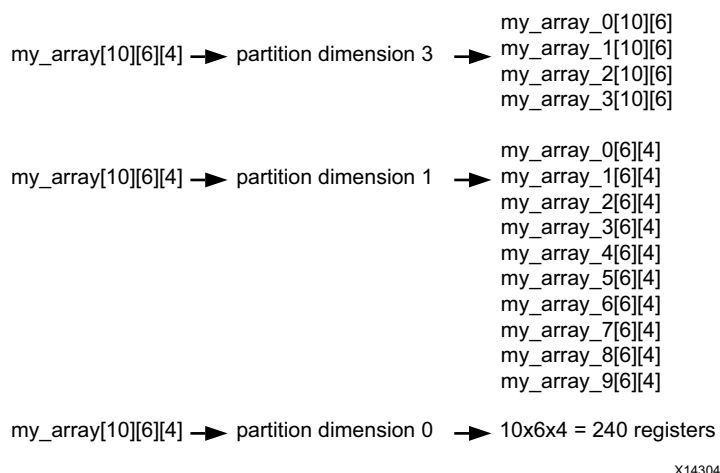 my_array_0[10][6]
my_array_1[10][6]
my_array[10][6][4] partition dimension 3
my_array_2[10][6]
my_array_3[10][6]
my_array_0[6][4]
my_array[10][6][4] partition dimension 1 my_array_1[6][4]
my_array_2[6][4]
my_array_3[6][4]
my_array_4[6][4]
my_array_5[6][4]
my_array_6[6][4]
my_array_7[6][4]
my_array_8[6][4]
my_array_9[6][4]
my_array[10][6][4] partition dimension 0 10x6x4 = 240 registers
X14304